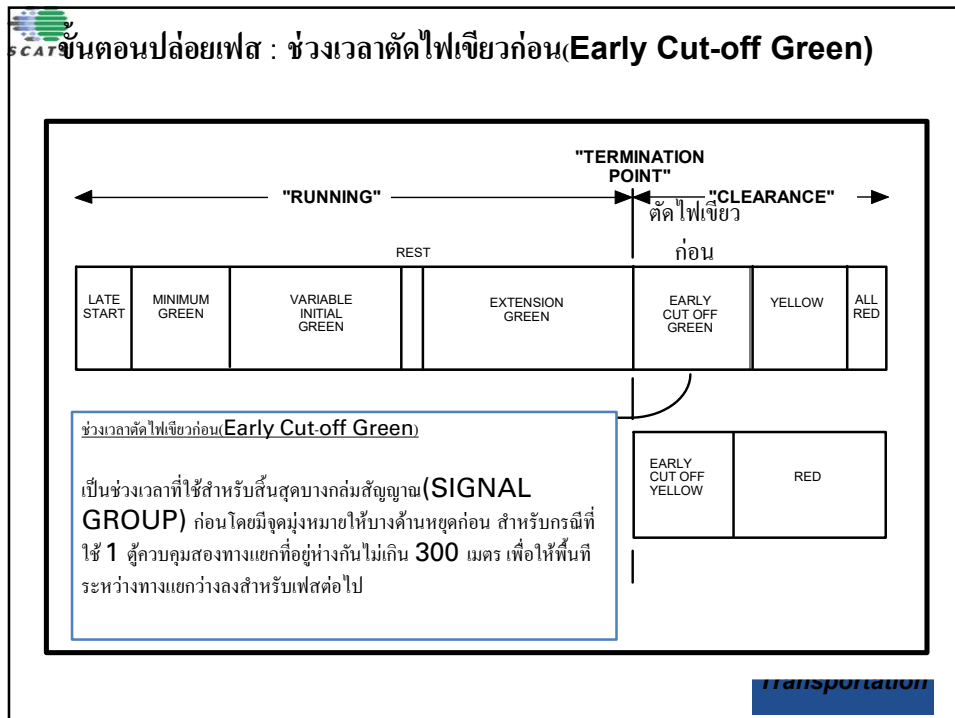 SCATS
ขั้นตอนปล่อยเฟส : ช่วงเวลาตัดไฟเขียวก่อน(Early Cut-off Green)
"TERMINATION
POINT"
"RUNNING"
"CLEARANCE"
ตัดไฟเขียว
ก่อน
REST
LATE
START
MINIMUM
GREEN
VARIABLE
INITIAL
GREEN
EXTENSION
GREEN
EARLY
CUT OFF
GREEN
YELLOW
ALL
RED
ช่วงเวลาตัดไฟเขียวก่อน(Early Cut-off Green)
เป็นช่วงเวลาที่ใช้สำหรับสิ้นสุดบางกลุ่มสัญญาณ(SIGNAL
GROUP) ก่อนโดยมีจุดมุ่งหมายให้บางด้านหยุดก่อน สำหรับกรณีที่
ใช้ 1 ตู้ควบคุมสองทางแยกที่อยู่ห่างกันไม่เกิน 300 เมตร เพื่อให้พื้นที่
ระหว่างทางแยกว่างลงสำหรับเฟสต่อไป
EARLY
CUT OFF
YELLOW
RED
Transportation